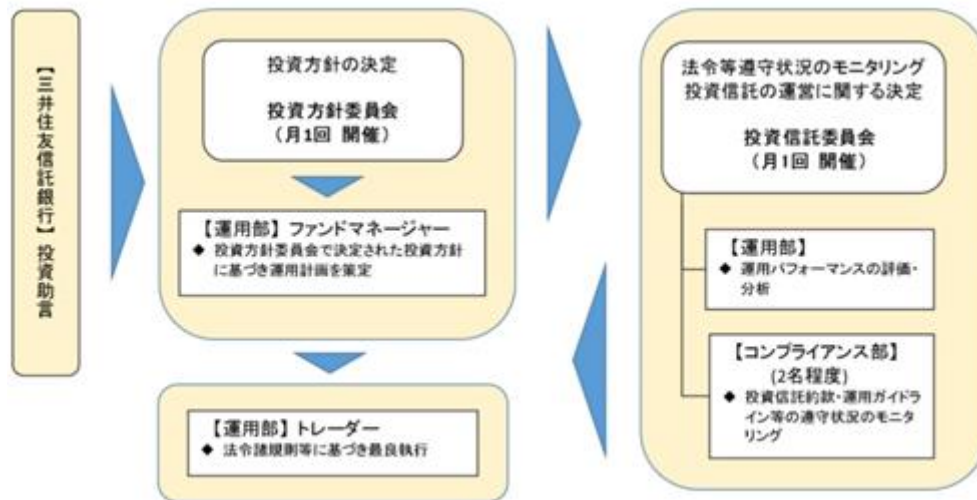 【三井住友信託銀行】投資助言
投資方針の決定
投資方針委員会
（月1回 開催）
【運用部】ファンドマネージャー
◆ 投資方針委員会で決定された投資方針
に基づき運用計画を策定
【運用部】トレーダー
◆ 法令諸規則等に基づき最良執行
法令等遵守状況のモニタリング
投資信託の運営に関する決定
投資信託委員会
（月1回 開催）
【運用部】
◆ 運用パフォーマンスの評価・
分析
【コンプライアンス部】
(2名程度)
◆ 投資信託約款・運用ガイドラ
イン等の遵守状況のモニタ
リング